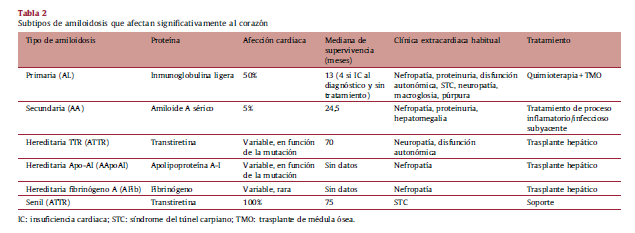 Tabla 2
Subtipos de amiloidosis que afectan significativamente al corazón
Tipo de amiloidosis Proteína Afección cardiaca Mediana de supervivencia (meses) Clínica extracardiaca habitual Tratamiento
Primaria (AL) Inmunoglobulina ligera 50% 13 (4 si IC al diagnóstico y sin tratamiento) Nefropatía, proteinuria, disfunción autonómica, STC, neuropatía, macroglosia, púrpura Quimioterapia+TMO
Secundaria (AA) Amiloide A sérico 5% 24,5 Nefropatía, proteinuria, hepatomegalia Tratamiento de proceso inflamatorio/infeccioso subyacente
Hereditaria TTR (ATTR) Transtiretina Variable, en función de la mutación 70 Neuropatía, disfunción autonómica Trasplante hepático
Hereditaria Apo-AI (AApoAI) Apolipoproteína A-I Variable, en función de la mutación Sin datos Nefropatía Trasplante hepático
Hereditaria fibrinógeno A (AFib) Fibrinógeno Variable, rara Sin datos Nefropatía Trasplante hepático
Senil (ATTR) Transtiretina 100% 75 STC Soporte
IC: insuficiencia cardiaca; STC: síndrome del túnel carpiano; TMO: trasplante de médula ósea.